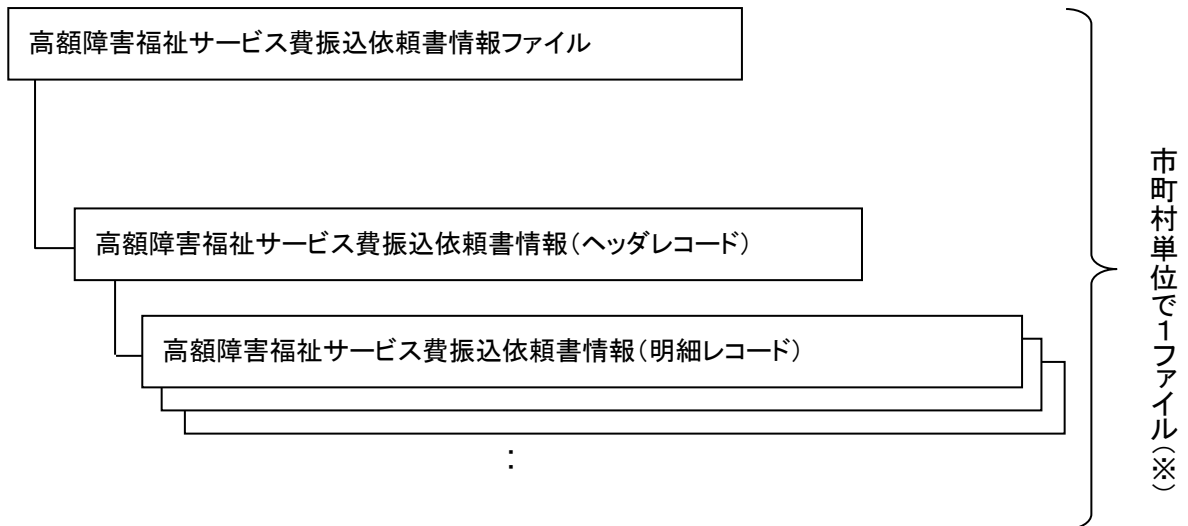 高額障害福祉サービス費振込依頼書情報ファイル
高額障害福祉サービス費振込依頼書情報（ヘッダレコード）
高額障害福祉サービス費振込依頼書情報（明細レコード）
：
市町村単位で１ファイル（※）